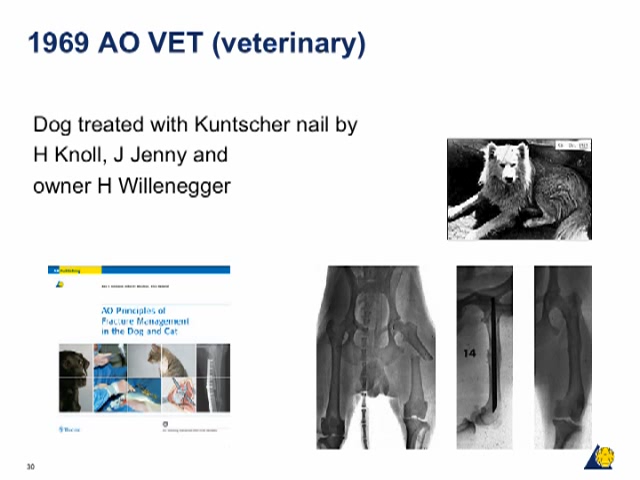 1969 AO VET (veterinary)
Dog treated with Kuntscher nail by
H Knoll, J Jenny and
owner H Willenegger
AO Principles of
Fracture Management
in the Dog and Cat
14
30